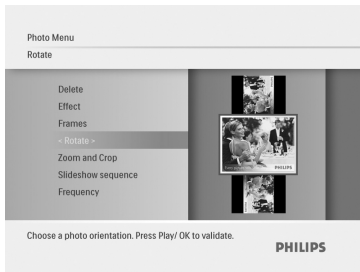 Photo Menu
Rotate
Delete
Effect
Frames
« Rotate »
Zoom and Crop
Slideshow sequence
Frequency
PHILIPS
Choose a photo orientation. Press Play/ OK to validate.
PHILIPS